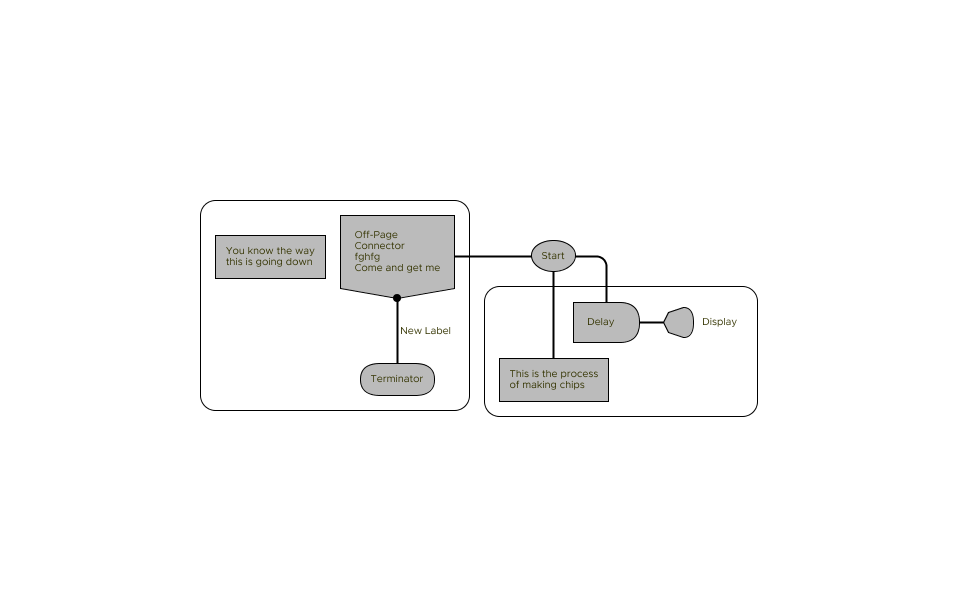 You know the way
this is going down
Off-Page
Connector
fghfg
Come and get me
New Label
Terminator
Start
Delay
Display
This is the process
of making chips